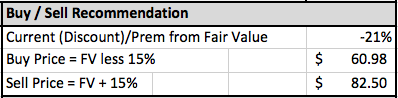 Buy / Sell Recommendation
Current (Discount)/Prem from Fair Value -21%
Buy Price = FV less 15% $ 60.98
Sell Price = FV + 15% $ 82.50